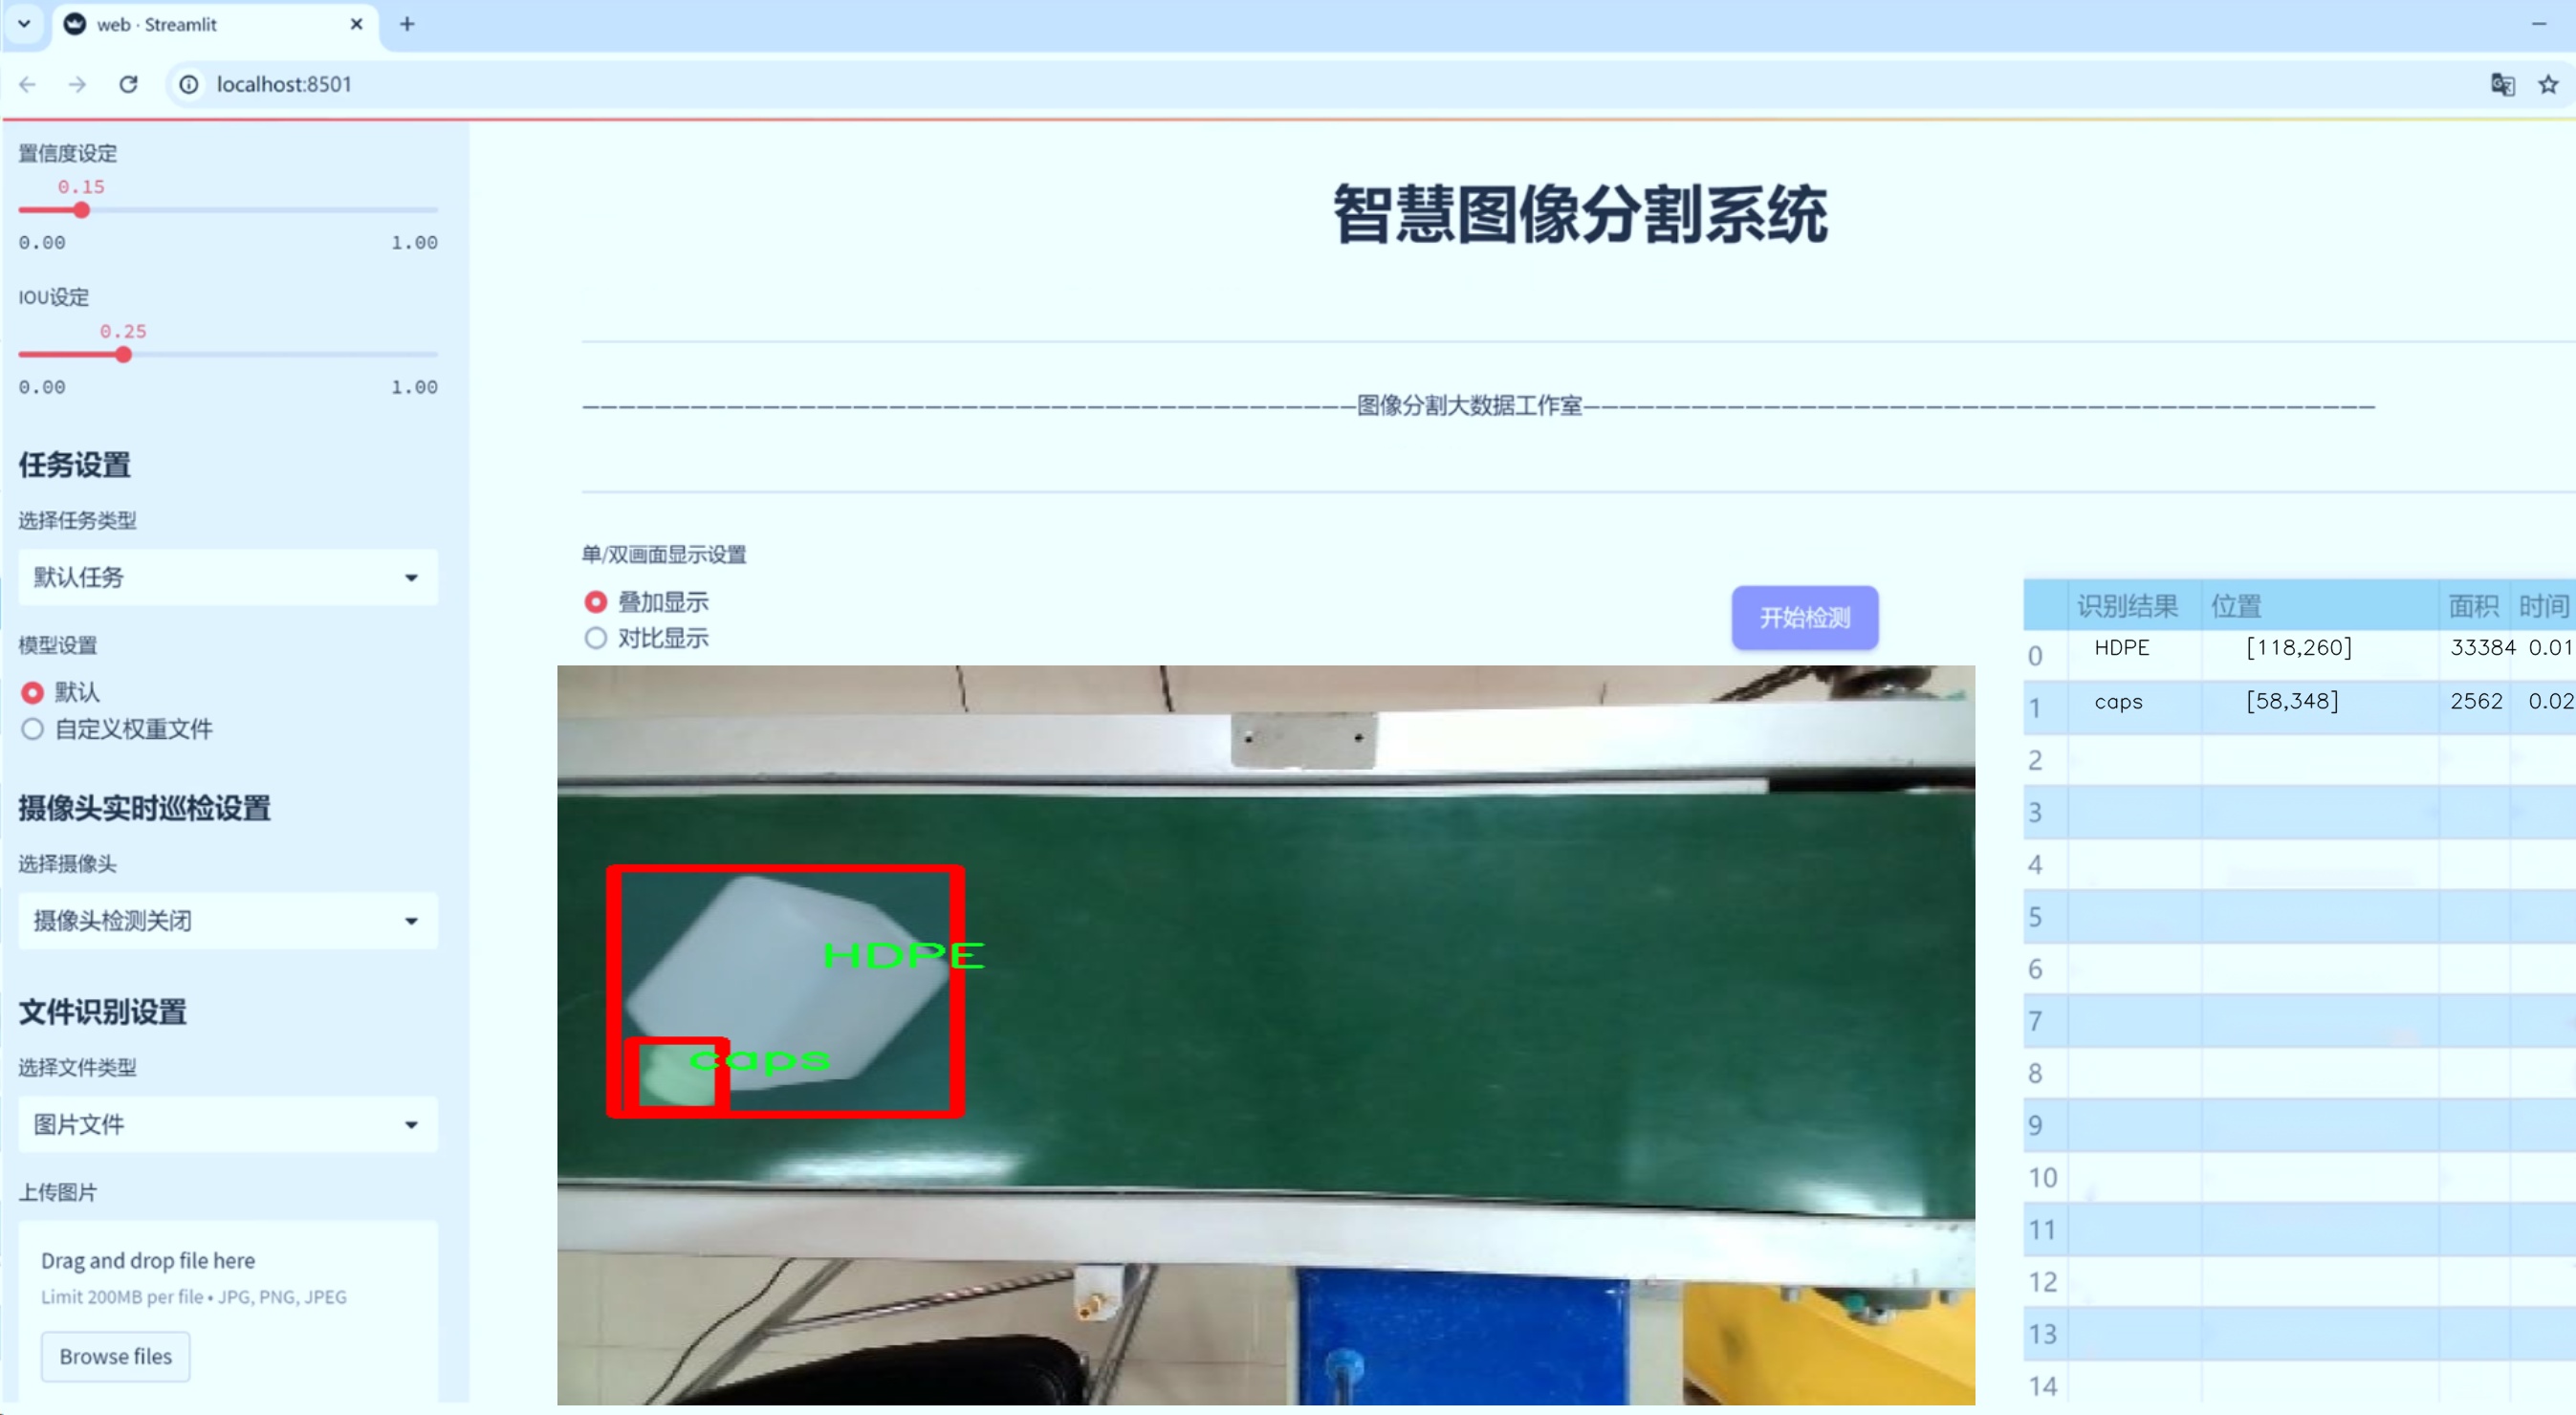 web · Streamlit
localhost:8501
置信度设定
0.15
0.00 1.00
IOU设定
0.25
0.00 1.00
任务设置
选择任务类型
默认任务
模型设置
默认
自定义权重文件
摄像头实时巡检设置
选择摄像头
摄像头检测关闭
文件识别设置
选择文件类型
图片文件
上传图片
Drag and drop file here
Limit 200MB per file • JPG, PNG, JPEG
Browse files
智慧图像分割系统
———————————————————————————————————————————图像分割大数据工作室————————————————————————————————————————————
单/双画面显示设置
叠加显示
对比显示
开始检测
HDPE
caps
识别结果 位置 面积 时间
0 HDPE [118,260] 33384 0.01
1 caps [58,348] 2562 0.02
2
3
4
5
6
7
8
9
10
11
12
13
14